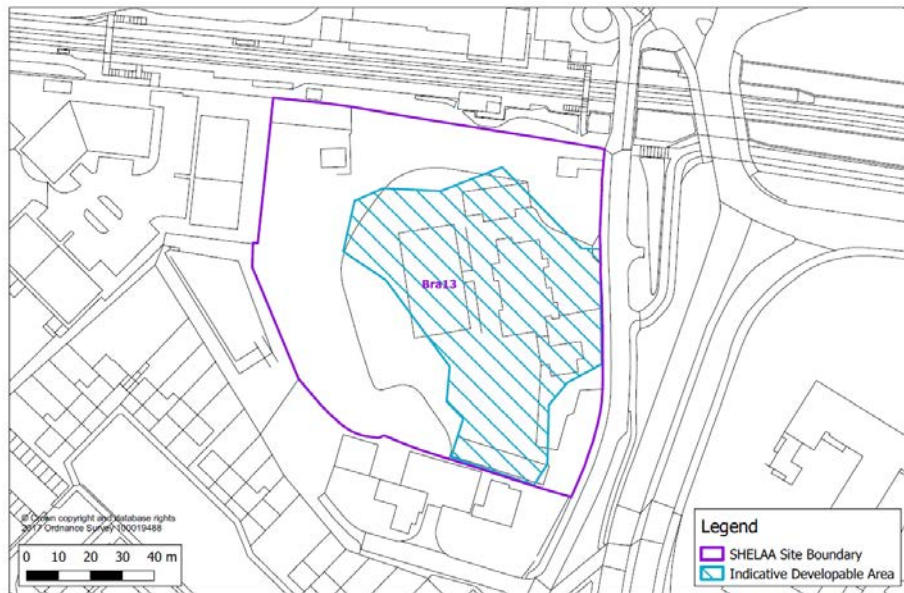 Bra13
© Crown copyright and database rights
2017 Ordnance Survey 100019488
0 10 20 30 40 m
Legend
SHELAA Site Boundary
Indicative Developable Area